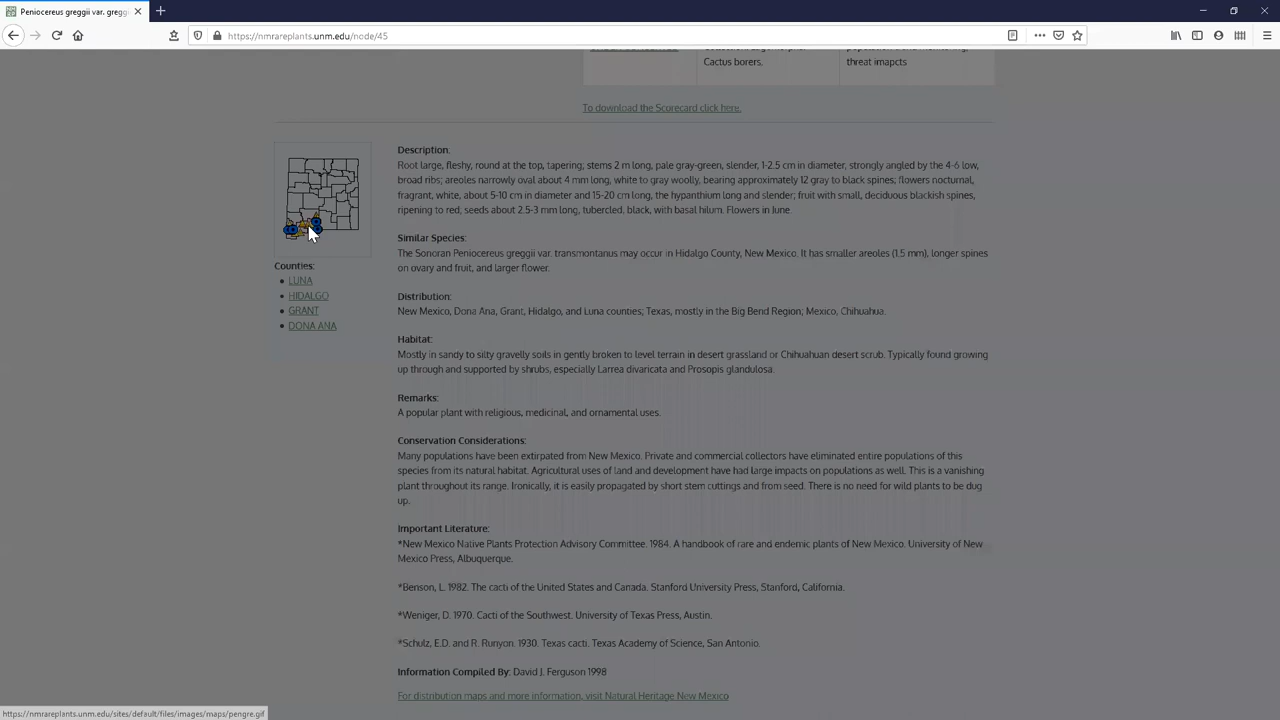 Peniocereus greggii var. greggi
https://nmrareplants.unm.edu/node/45
Cactus borers,
threat imapcts
To download the Scorecard click here.
Description:
Root large, fleshy, round at the top, tapering; stems 2 m long, pale gray-green, slender, 1-2.5 cm in diameter, strongly angled by the 4-6 low,
broad ribs; areoles narrowly oval about 4 mm long, white to gray woolly, bearing approximately 12 gray to black spines; flowers nocturnal,
fragrant, white, about 5-10 cm in diameter and 15-20 cm long, the hypanthium long and slender; fruit with small, deciduous blackish spines,
ripening to red, seeds about 2.5-3 mm long, tubercled, black, with basal hilum. Flowers in June.
Similar Species:
The Sonoran Peniocereus greggii var. transmontanus may occur in Hidalgo County, New Mexico. It has smaller areoles (1.5 mm), longer spines
on ovary and fruit, and larger flower.
Counties:
• LUNA
• HIDALGO
• GRANT
• DONA ANA
Distribution:
New Mexico, Dona Ana, Grant, Hidalgo, and Luna counties; Texas, mostly in the Big Bend Region; Mexico, Chihuahua.
Habitat:
Mostly in sandy to silty gravelly soils in gently broken to level terrain in desert grassland or Chihuahuan desert scrub. Typically found growing
up through and supported by shrubs, especially Larrea divaricata and Prosopis glandulosa.
Remarks:
A popular plant with religious, medicinal, and ornamental uses.
Conservation Considerations:
Many populations have been extirpated from New Mexico. Private and commercial collectors have eliminated entire populations of this
species from its natural habitat. Agricultural uses of land and development have had large impacts on populations as well. This is a vanishing
plant throughout its range. Ironically, it is easily propagated by short stem cuttings and from seed. There is no need for wild plants to be dug
up.
Important Literature:
*New Mexico Native Plants Protection Advisory Committee. 1984. A handbook of rare and endemic plants of New Mexico. University of New
Mexico Press, Albuquerque.
*Benson, L. 1982. The cacti of the United States and Canada. Stanford University Press, Stanford, California.
*Weniger, D. 1970. Cacti of the Southwest. University of Texas Press, Austin.
*Schulz, E.D. and R. Runyon. 1930. Texas cacti. Texas Academy of Science, San Antonio.
Information Compiled By: David J. Ferguson 1998
For distribution maps and more information, visit Natural Heritage New Mexico
https://nmrareplants.unm.edu/sites/default/files/images/maps/pengre.gif